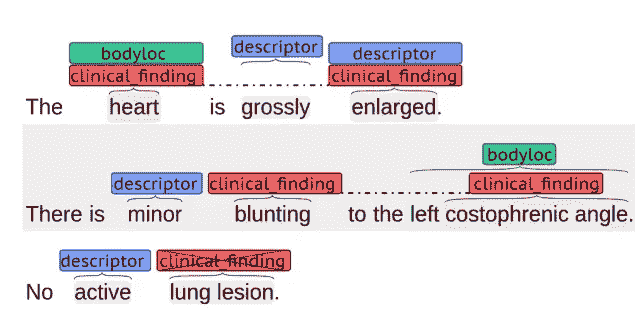 bodyloc descriptor descriptor
clinical_finding clinical_finding
The heart is grossly enlarged.
bodyloc
descriptor clinical_finding clinical_finding
There is minor blunting to the left costophrenic angle.
descriptor clinical_finding
No active lung lesion.